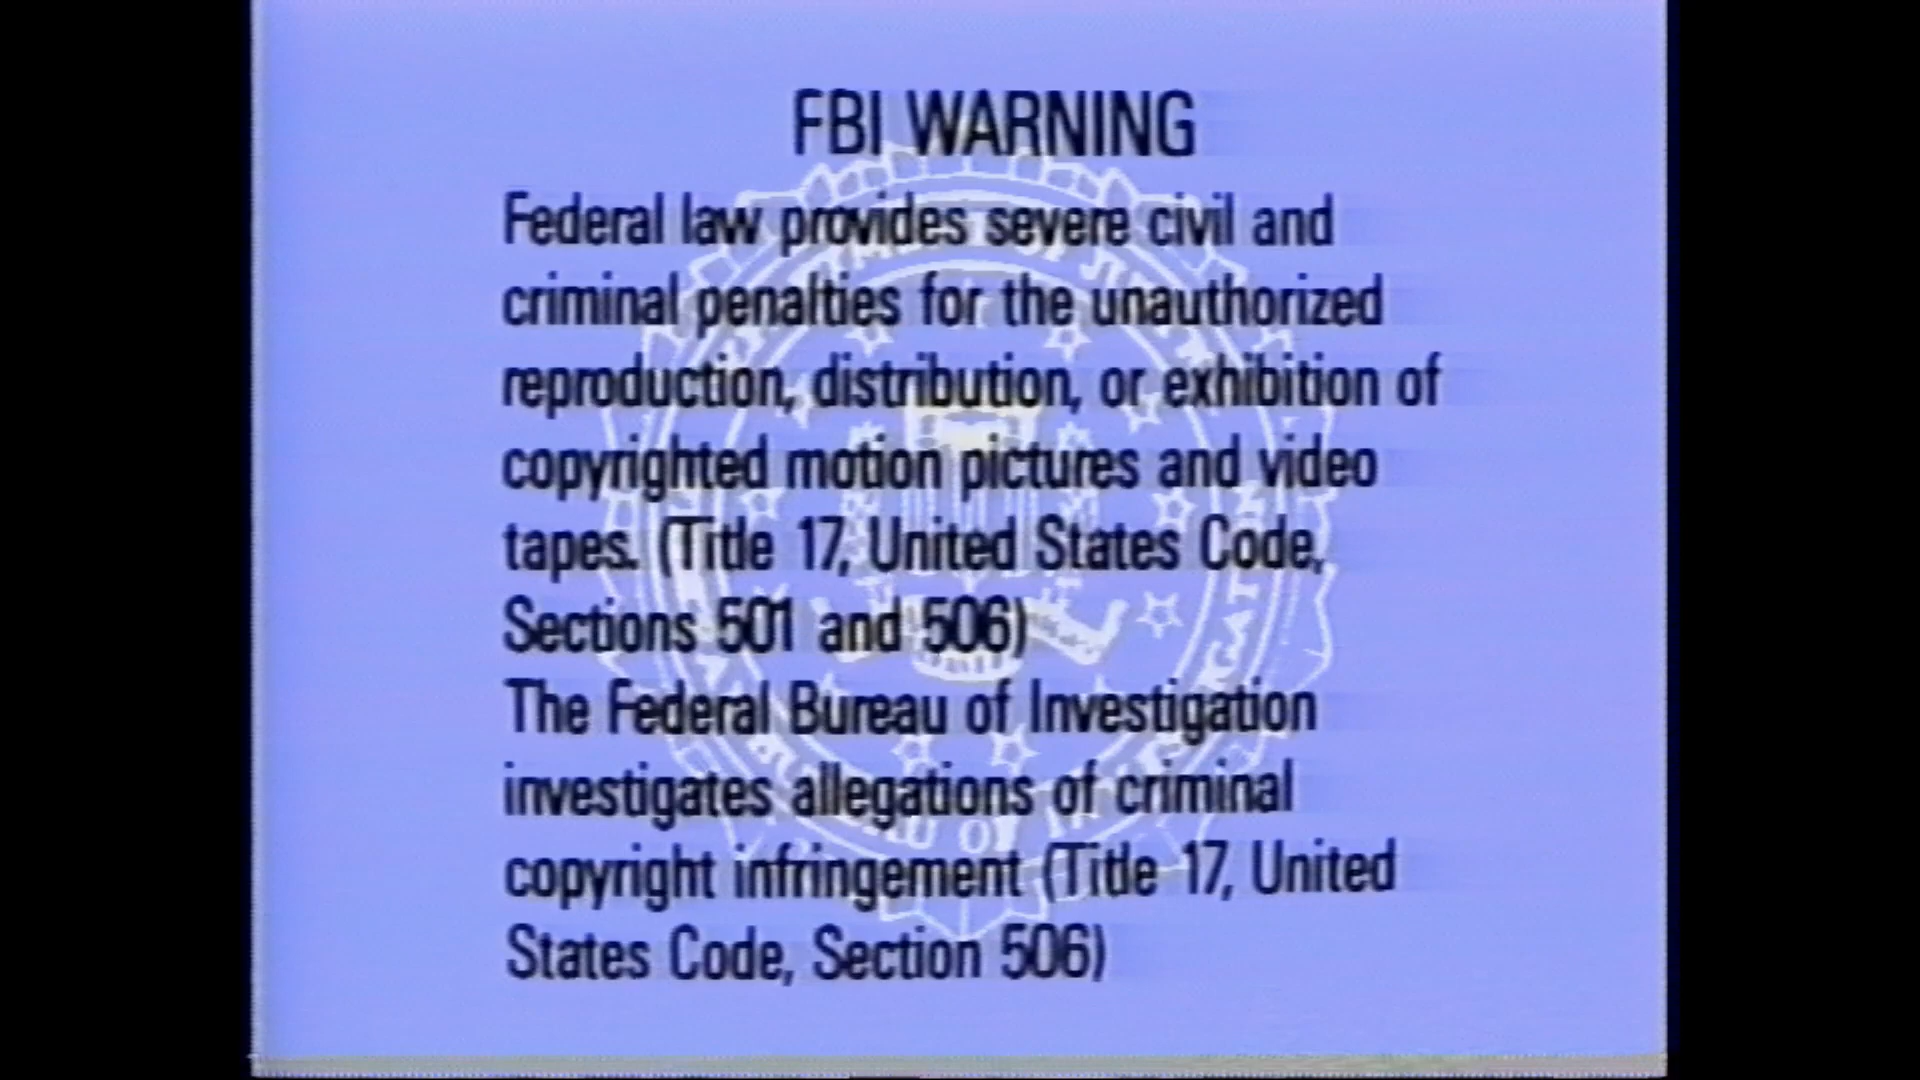 FBI WARNING
Federal law provides severe civil and
criminal penalties for the unauthorized
reproduction, distribution, or exhibition of
copyrighted motion pictures and video
tapes. (Title 17, United States Code,
Sections 501 and 506)
The Federal Bureau of Investigation
investigates allegations of criminal
copyright infringement (Title 17, United
States Code, Section 506)